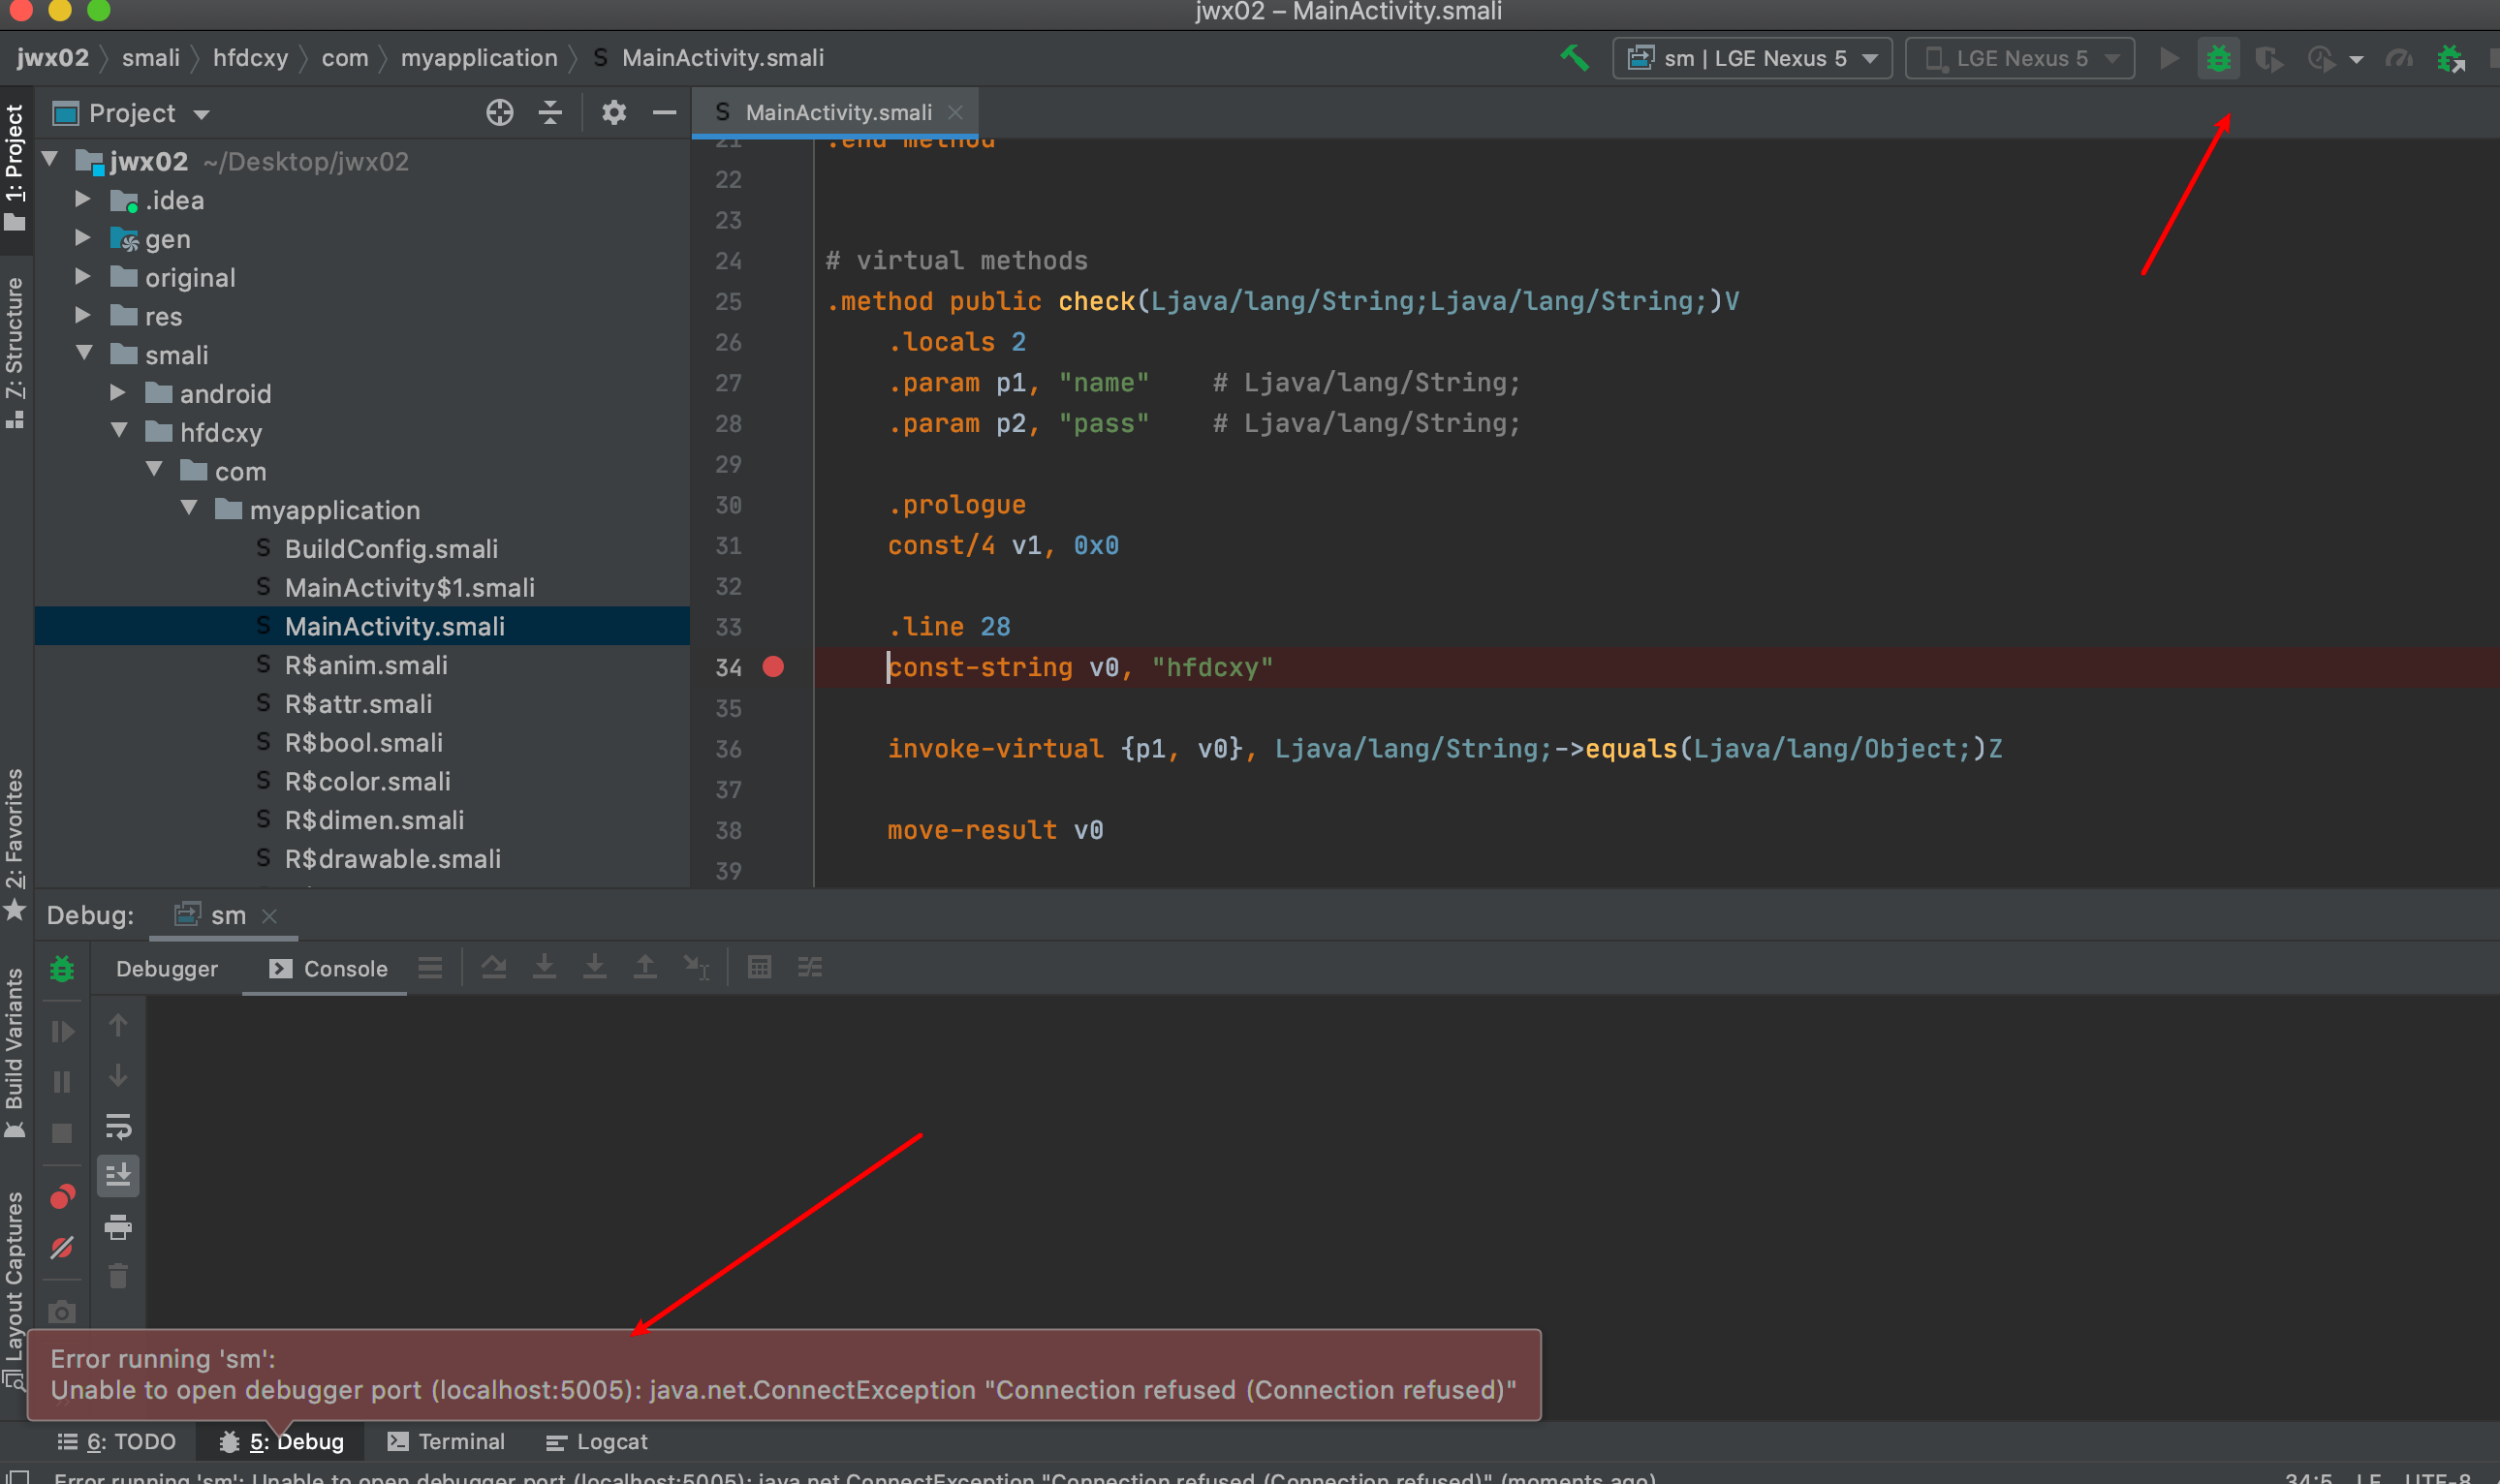 jwx02 – MainActivity.smali
jwx02 smali hfdcxy com myapplication S MainActivity.smali
sm | LGE Nexus 5
LGE Nexus 5
1: Project
7: Structure
2: Favorites
Build Variants
Layout Captures
Project
jwx02 ~/Desktop/jwx02
.idea
gen
original
res
smali
android
hfdcxy
com
myapplication
S BuildConfig.smali
S MainActivity$1.smali
S MainActivity.smali
S R$anim.smali
S R$attr.smali
S R$bool.smali
S R$color.smali
S R$dimen.smali
S R$drawable.smali
S MainActivity.smali
21 .end method
22
23
24 # virtual methods
25 .method public check(Ljava/lang/String;Ljava/lang/String;)V
26 .locals 2
27 .param p1, "name" # Ljava/lang/String;
28 .param p2, "pass" # Ljava/lang/String;
29
30 .prologue
31 const/4 v1, 0x0
32
33 .line 28
34 const-string v0, "hfdcxy"
35
36 invoke-virtual {p1, v0}, Ljava/lang/String;->equals(Ljava/lang/Object;)Z
37
38 move-result v0
39
Debug: sm
Debugger Console
Error running 'sm':
Unable to open debugger port (localhost:5005): java.net.ConnectException "Connection refused (Connection refused)"
6: TODO 5: Debug Terminal Logcat
Error running 'sm': Unable to open debugger port (localhost:5005): java.net.ConnectException "Connection refused (Connection refused)" (moments ago) 34:5 LF UTF-8